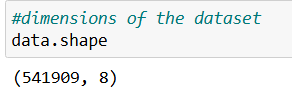 #dimensions of the dataset
data.shape
(541909, 8)